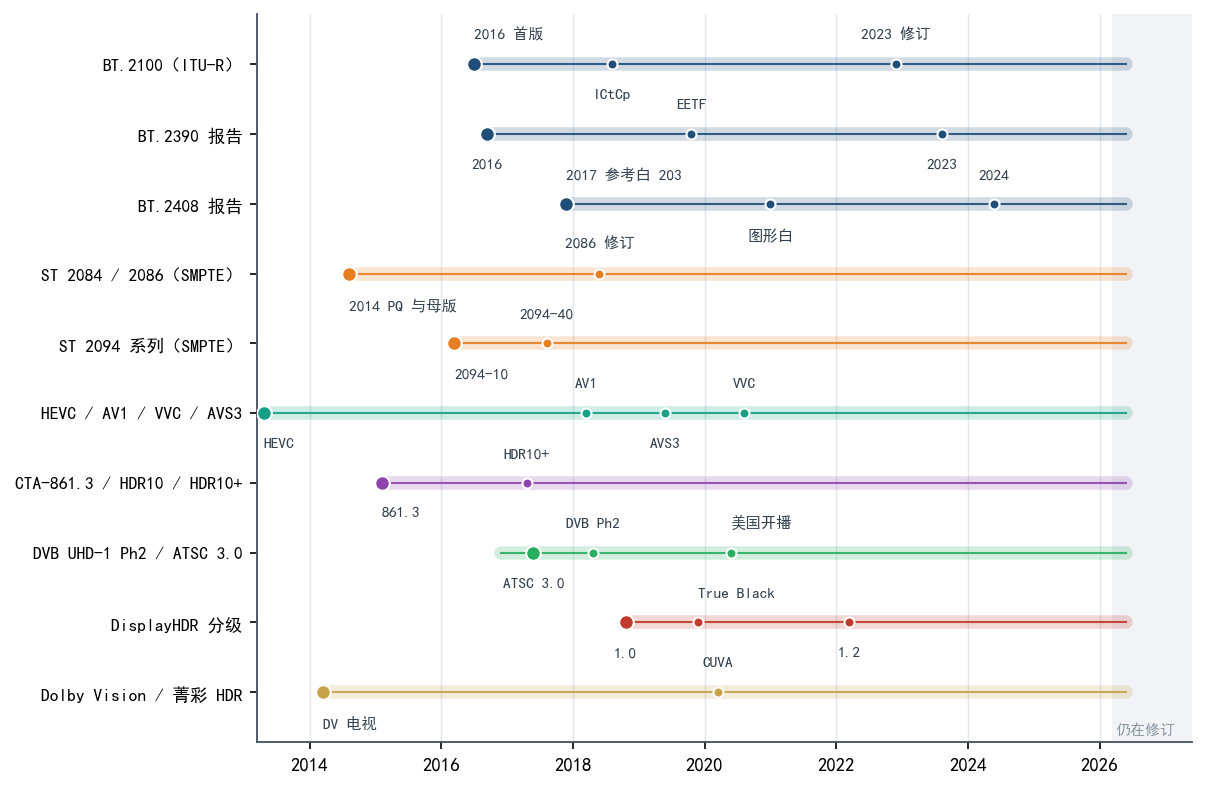 2016 首版
2023 修订
BT.2100（ITU-R）
ICtCp
EETF
BT.2390 报告
2016
2023
2017 参考白 203
2024
BT.2408 报告
图形白
2086 修订
ST 2084 / 2086（SMPTE）
2014 PQ 与母版
2094-40
ST 2094 系列（SMPTE）
2094-10
AV1
VVC
HEVC / AV1 / VVC / AVS3
HEVC
AVS3
HDR10+
CTA-861.3 / HDR10 / HDR10+
861.3
DVB Ph2
美国开播
DVB UHD-1 Ph2 / ATSC 3.0
ATSC 3.0
True Black
DisplayHDR 分级
1.0
1.2
CUVA
Dolby Vision / 菁彩 HDR
DV 电视
仍在修订
2014 2016 2018 2020 2022 2024 2026